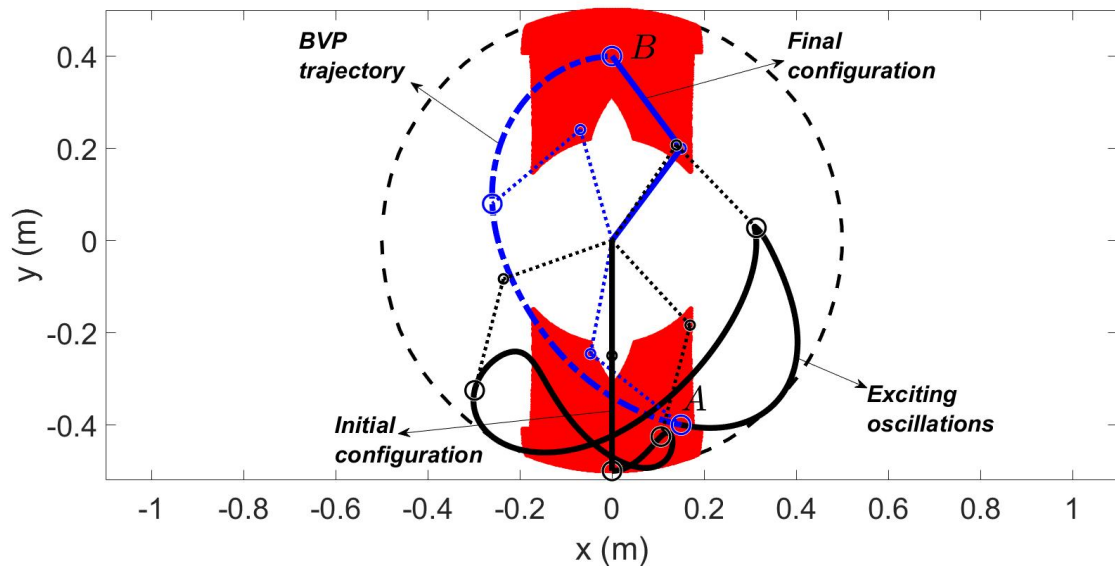 BVP
trajectory
B
Final
configuration
A
Initial
configuration
Exciting
oscillations
y (m)
0.4
0.2
0
-0.2
-0.4
-1 -0.8 -0.6 -0.4 -0.2 0 0.2 0.4 0.6 0.8 1
x (m)